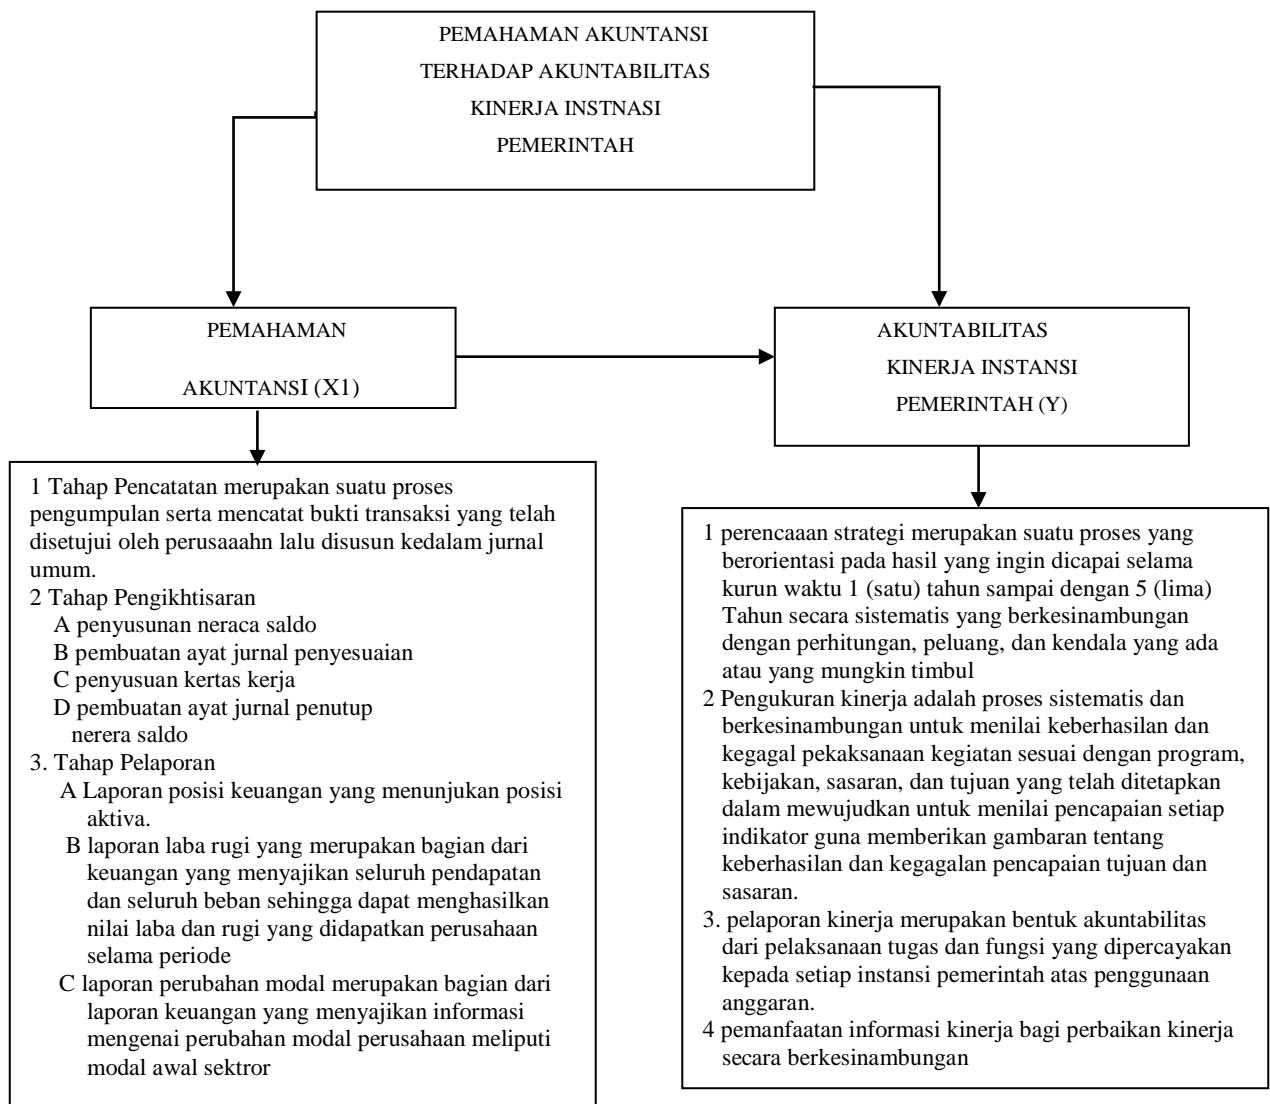 PEMAHAMAN AKUNTANSI
TERHADAP AKUNTABILITAS
KINERJA INSTNASI
PEMERINTAH
PEMAHAMAN
AKUNTANSI (X1)
AKUNTABILITAS
KINERJA INSTANSI
PEMERINTAH (Y)
1 Tahap Pencatatan merupakan suatu proses
pengumpulan serta mencatat bukti transaksi yang telah
disetujui oleh perusaaahn lalu disusun kedalam jurnal
umum.
2 Tahap Pengikhtisaran
A penyusunan neraca saldo
B pembuatan ayat jurnal penyesuaian
C penyusuan kertas kerja
D pembuatan ayat jurnal penutup
nerera saldo
3. Tahap Pelaporan
A Laporan posisi keuangan yang menunjukan posisi
aktiva.
B laporan laba rugi yang merupakan bagian dari
keuangan yang menyajikan seluruh pendapatan
dan seluruh beban sehingga dapat menghasilkan
nilai laba dan rugi yang didapatkan perusahaan
selama periode
C laporan perubahan modal merupakan bagian dari
laporan keuangan yang menyajikan informasi
mengenai perubahan modal perusahaan meliputi
modal awal sektror
1 perencaaan strategi merupakan suatu proses yang
berorientasi pada hasil yang ingin dicapai selama
kurun waktu 1 (satu) tahun sampai dengan 5 (lima)
Tahun secara sistematis yang berkesinambungan
dengan perhitungan, peluang, dan kendala yang ada
atau yang mungkin timbul
2 Pengukuran kinerja adalah proses sistematis dan
berkesinambungan untuk menilai keberhasilan dan
kegagal pekaksanaan kegiatan sesuai dengan program,
kebijakan, sasaran, dan tujuan yang telah ditetapkan
dalam mewujudkan untuk menilai pencapaian setiap
indikator guna memberikan gambaran tentang
keberhasilan dan kegagalan pencapaian tujuan dan
sasaran.
3. pelaporan kinerja merupakan bentuk akuntabilitas
dari pelaksanaan tugas dan fungsi yang dipercayakan
kepada setiap instansi pemerintah atas penggunaan
anggaran.
4 pemanfaatan informasi kinerja bagi perbaikan kinerja
secara berkesinambungan